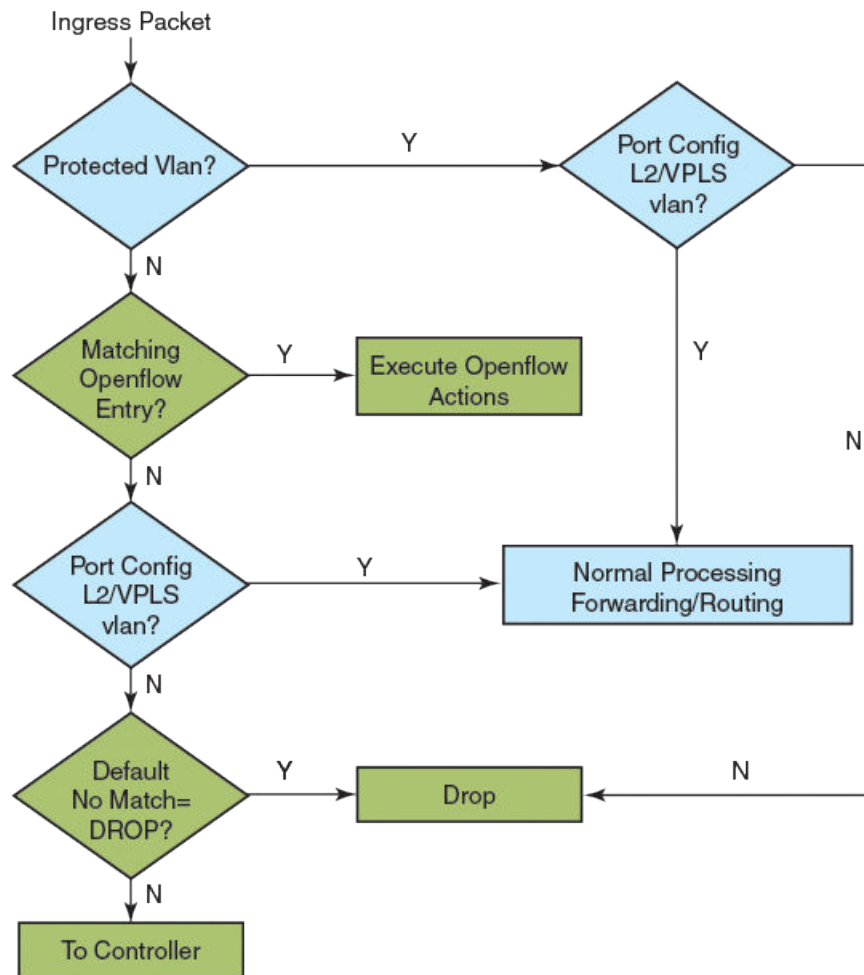 Ingress Packet
Protected Vlan?
Y
Port Config
L2/VPLS
vlan?
N
Matching
Openflow
Entry?
Y
Execute Openflow
Actions
Y
N
N
Port Config
L2/VPLS
vlan?
Y
Normal Processing
Forwarding/Routing
N
Default
No Match=
DROP?
Y
Drop
N
N
To Controller